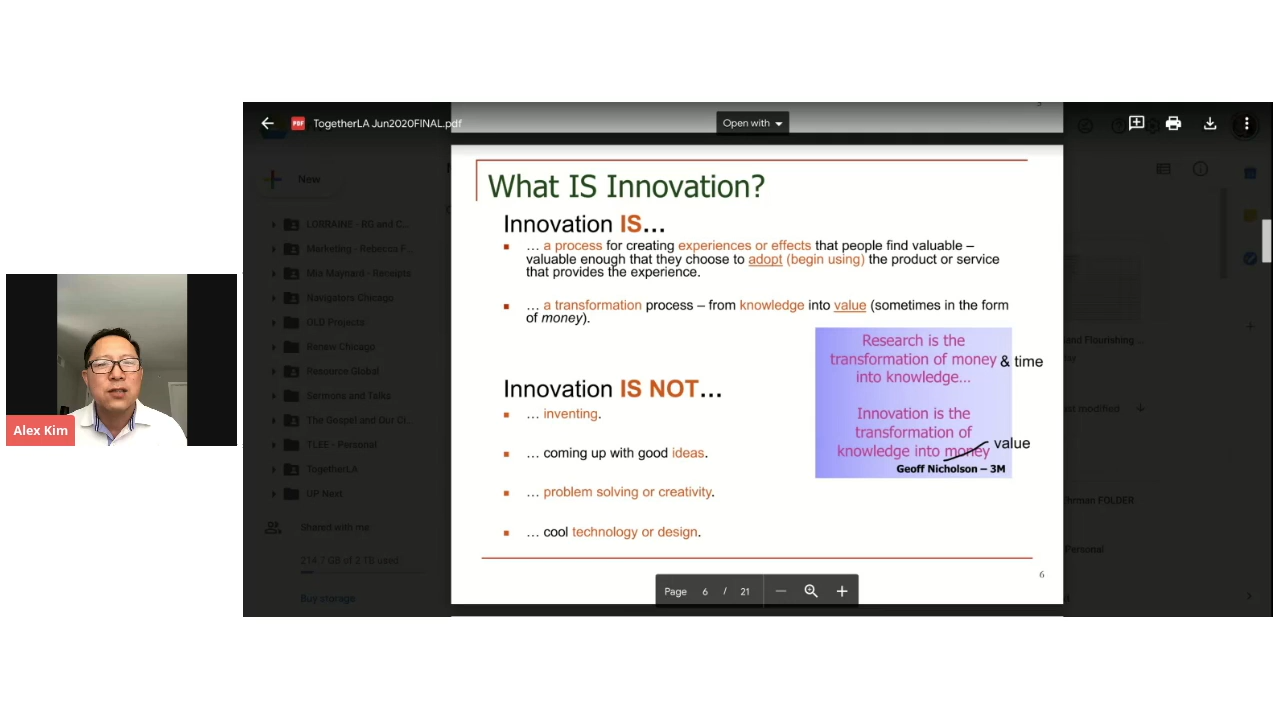 TogetherLA Jun2020FINAL.pdf
Open with
5
New
LORRAINE - RG and C...
Marketing - Rebecca F...
Mia Maynard - Receipts
Navigators Chicago
OLD Projects
Renew Chicago
Resource Global
Sermons and Talks
The Gospel and Our Ci...
TLEE - Personal
TogetherLA
UP Next
Shared with me
214.7 GB of 2 TB used
Buy storage
What IS Innovation?
Innovation IS...
... a process for creating experiences or effects that people find valuable –
valuable enough that they choose to adopt (begin using) the product or service
that provides the experience.
... a transformation process – from knowledge into value (sometimes in the form
of money).
Research is the
transformation of money & time
into knowledge...
Innovation is the
transformation of
knowledge into money value
Geoff Nicholson – 3M
Innovation IS NOT...
... inventing.
... coming up with good ideas.
... problem solving or creativity.
... cool technology or design.
6
Page 6 / 21
and Flourishing ...
modified
Ehrman FOLDER
Personal
Alex Kim